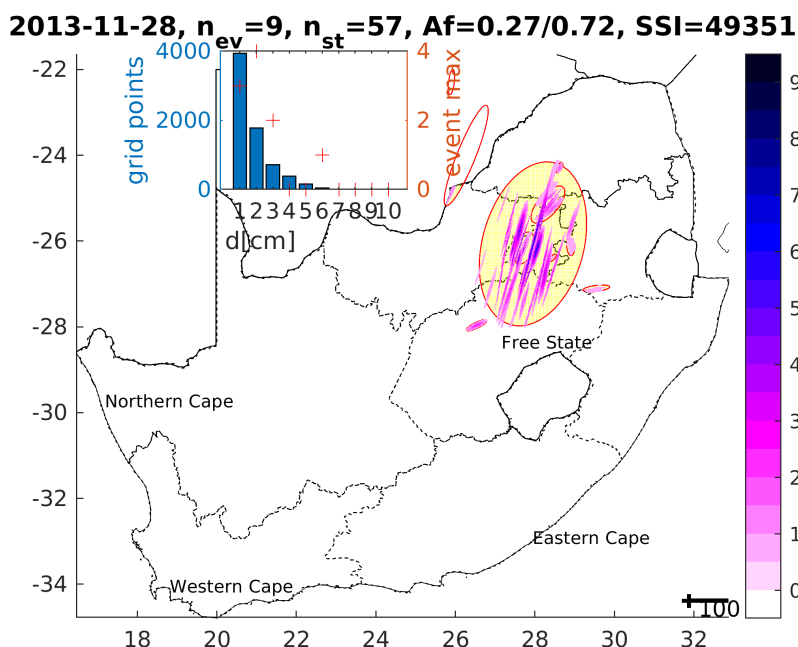 2013-11-28, n_ev=9, n_st=57, Af=0.27/0.72, SSI=49351
grid points
4000
2000
0
1 2 3 4 5 6 7 8 9 10
d[cm]
4
2
0
event max
-22
-24
-26
-28
-30
-32
-34
18 20 22 24 26 28 30 32
Free State
Northern Cape
Eastern Cape
Western Cape
100
9
8
7
6
5
4
3
2
1
0